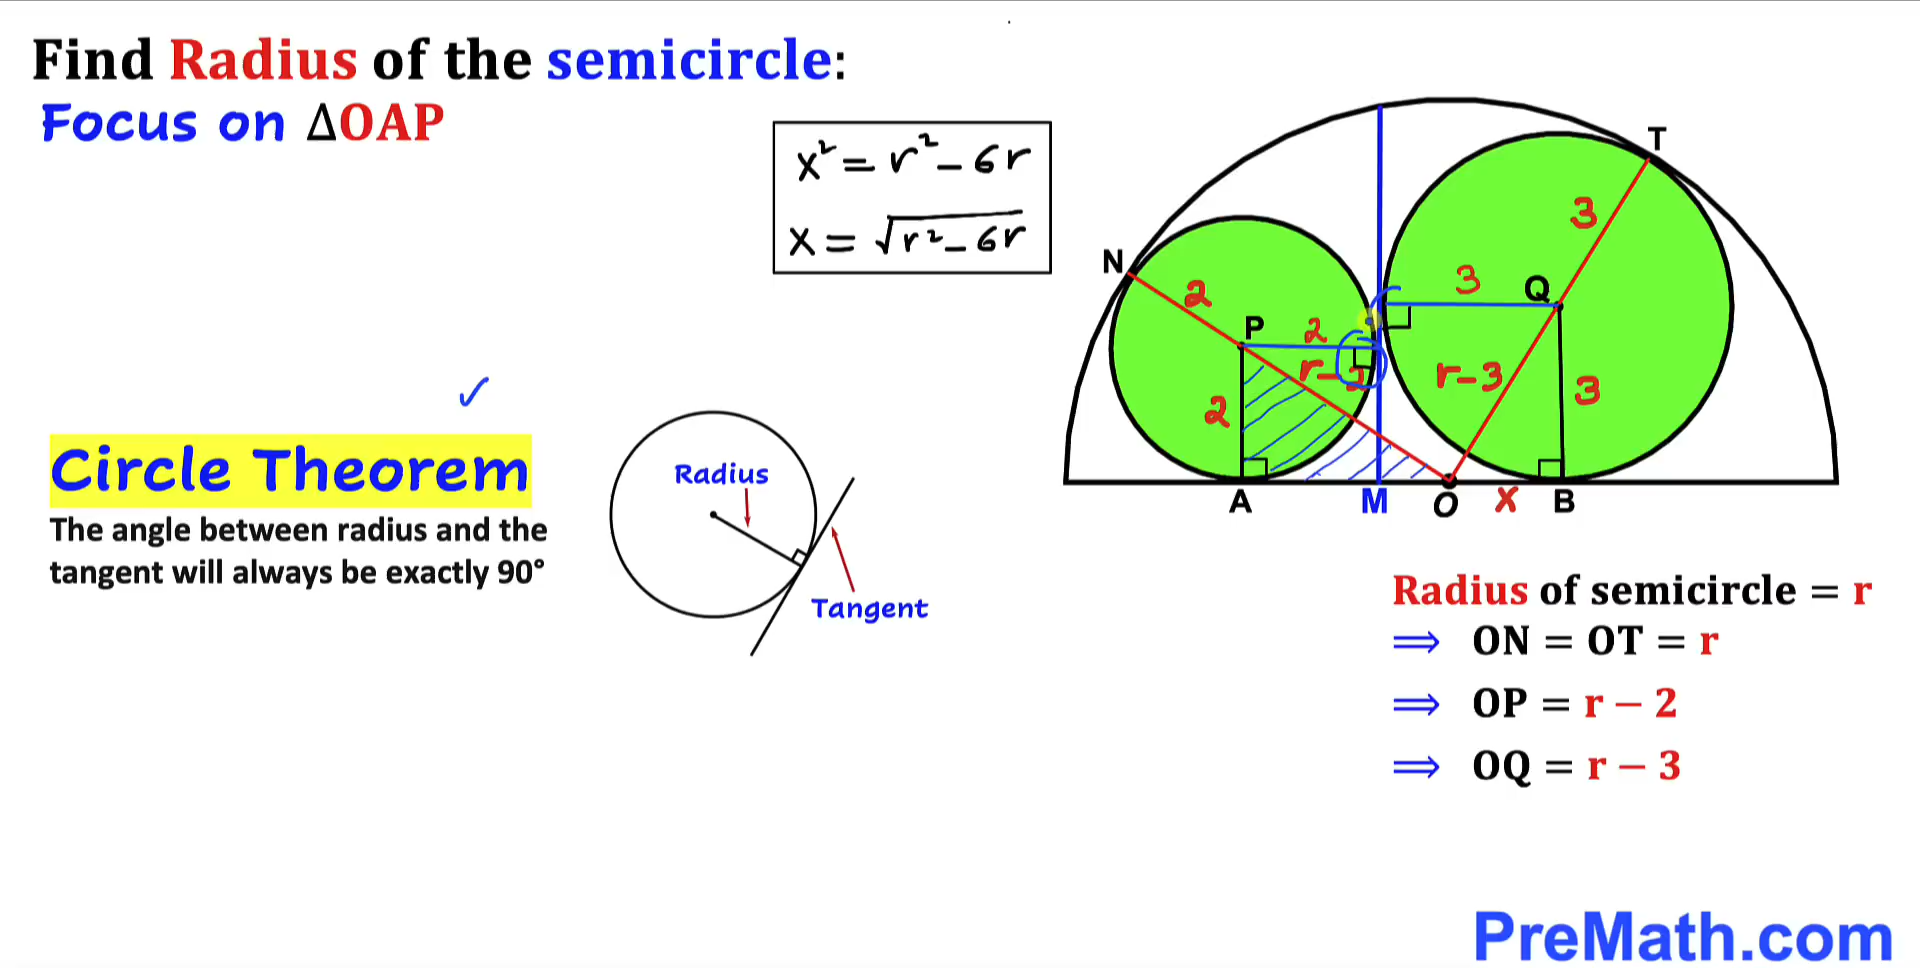 Find Radius of the semicircle:
Focus on ΔOAP
x² = r² - 6r
x = √r² - 6r
Circle Theorem
The angle between radius and the
tangent will always be exactly 90°
Radius
Tangent
T
N
3
2
3
Q
P
2
r-2
r-3
2
3
A
M
O
X
B
Radius of semicircle = r
⟹ ON = OT = r
⟹ OP = r − 2
⟹ OQ = r − 3
PreMath.com